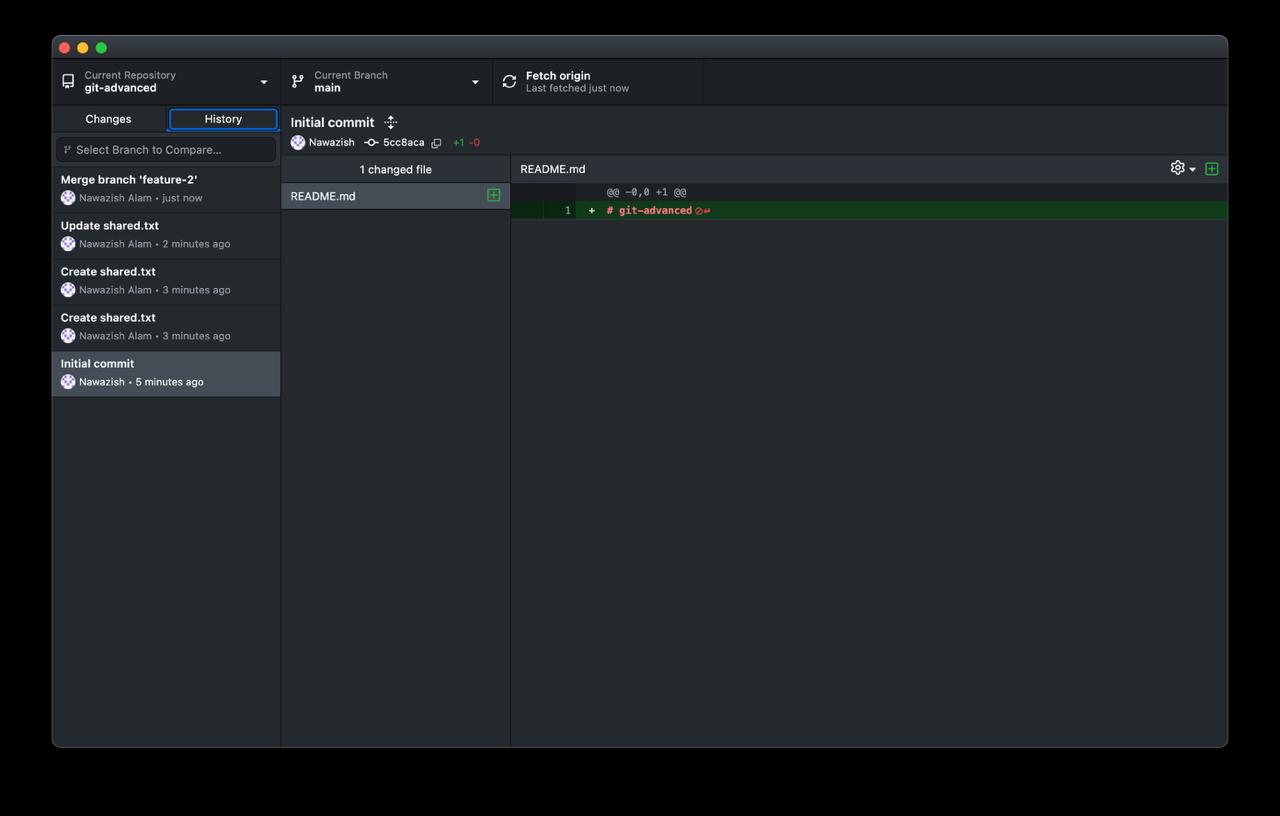 Current Repository
git-advanced
Current Branch
main
Fetch origin
Last fetched just now
Changes
History
Select Branch to Compare...
Merge branch 'feature-2'
Nawazish Alam • just now
Update shared.txt
Nawazish Alam • 2 minutes ago
Create shared.txt
Nawazish Alam • 3 minutes ago
Create shared.txt
Nawazish Alam • 3 minutes ago
Initial commit
Nawazish • 5 minutes ago
Initial commit
Nawazish 5cc8aca +1 -0
1 changed file
README.md
README.md
@@ -0,0 +1 @@
1 + # git-advanced